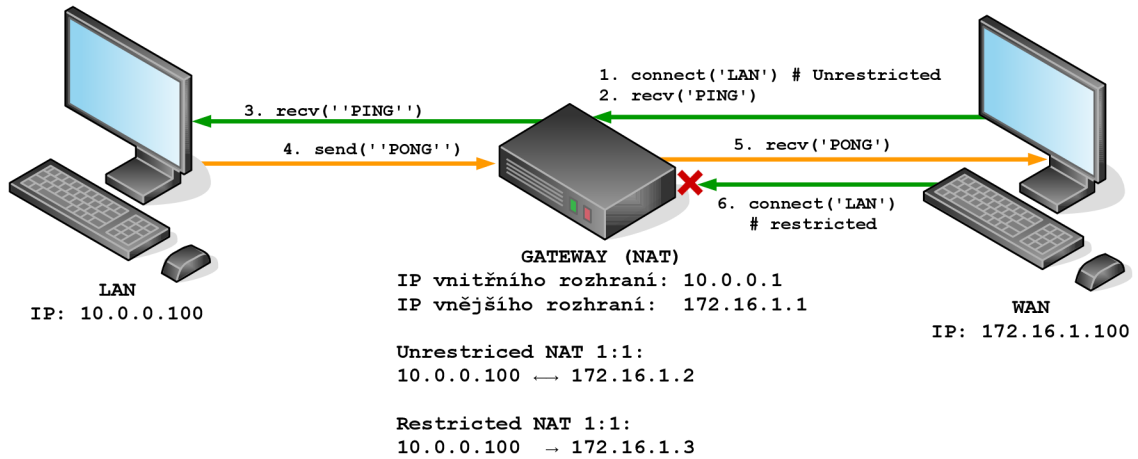 1. connect('LAN') # Unrestricted
2. recv('PING')
3. recv(''PING'')
4. send(''PONG'')
5. recv('PONG')
6. connect('LAN')
# restricted
GATEWAY (NAT)
IP vnitřního rozhraní: 10.0.0.1
IP vnějšího rozhraní: 172.16.1.1
LAN
IP: 10.0.0.100
WAN
IP: 172.16.1.100
Unrestriced NAT 1:1:
10.0.0.100 ←→ 172.16.1.2
Restricted NAT 1:1:
10.0.0.100 → 172.16.1.3